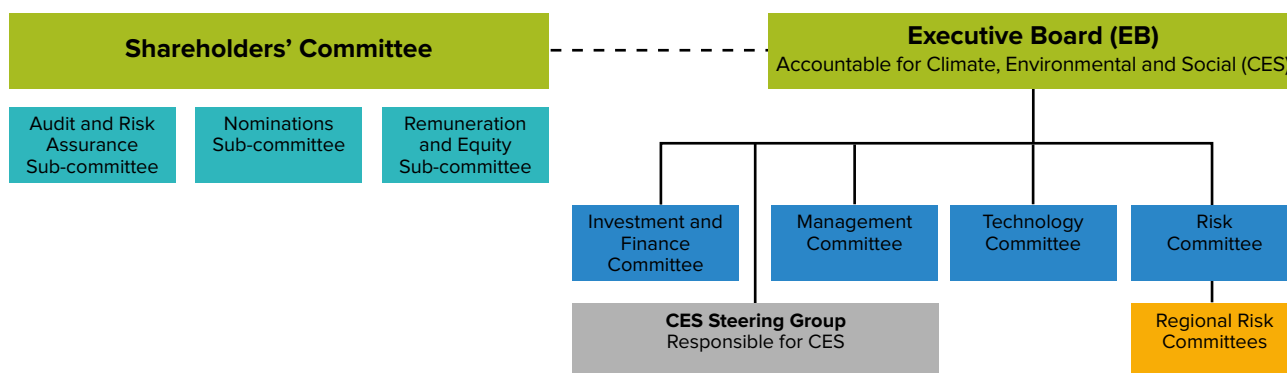 Shareholders’ Committee
Executive Board (EB)
Accountable for Climate, Environmental and Social (CES)
Audit and Risk
Assurance
Sub-committee
Nominations
Sub-committee
Remuneration
and Equity
Sub-committee
Investment and
Finance
Committee
Management
Committee
Technology
Committee
Risk
Committee
CES Steering Group
Responsible for CES
Regional Risk
Committees